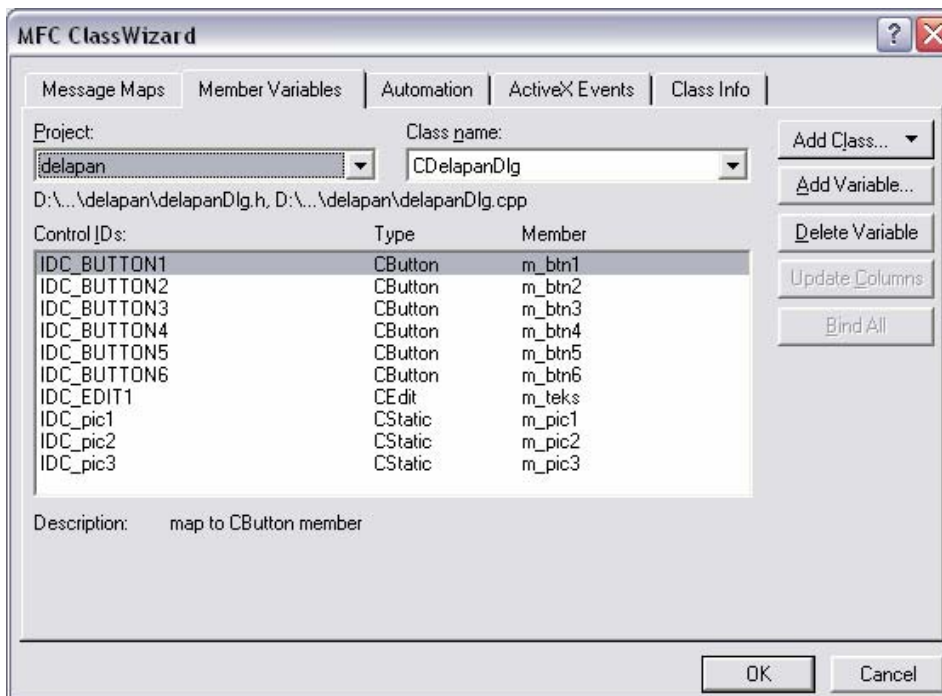 MFC ClassWizard
Message Maps Member Variables Automation ActiveX Events Class Info
Project: Class name:
delapan CDelapanDlg
D:\...\delapan\delapanDlg.h, D:\...\delapan\delapanDlg.cpp
Control IDs: Type Member
IDC_BUTTON1 CButton m_btn1
IDC_BUTTON2 CButton m_btn2
IDC_BUTTON3 CButton m_btn3
IDC_BUTTON4 CButton m_btn4
IDC_BUTTON5 CButton m_btn5
IDC_BUTTON6 CButton m_btn6
IDC_EDIT1 CEdit m_teks
IDC_pic1 CStatic m_pic1
IDC_pic2 CStatic m_pic2
IDC_pic3 CStatic m_pic3
Description: map to CButton member
Add Class...
Add Variable...
Delete Variable
Update Columns
Bind All
OK Cancel